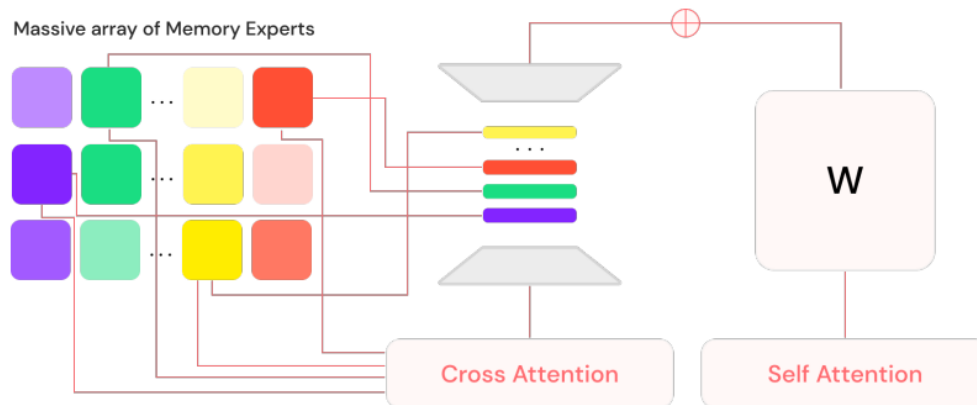 Massive array of Memory Experts
...
...
...
...
W
Cross Attention
Self Attention